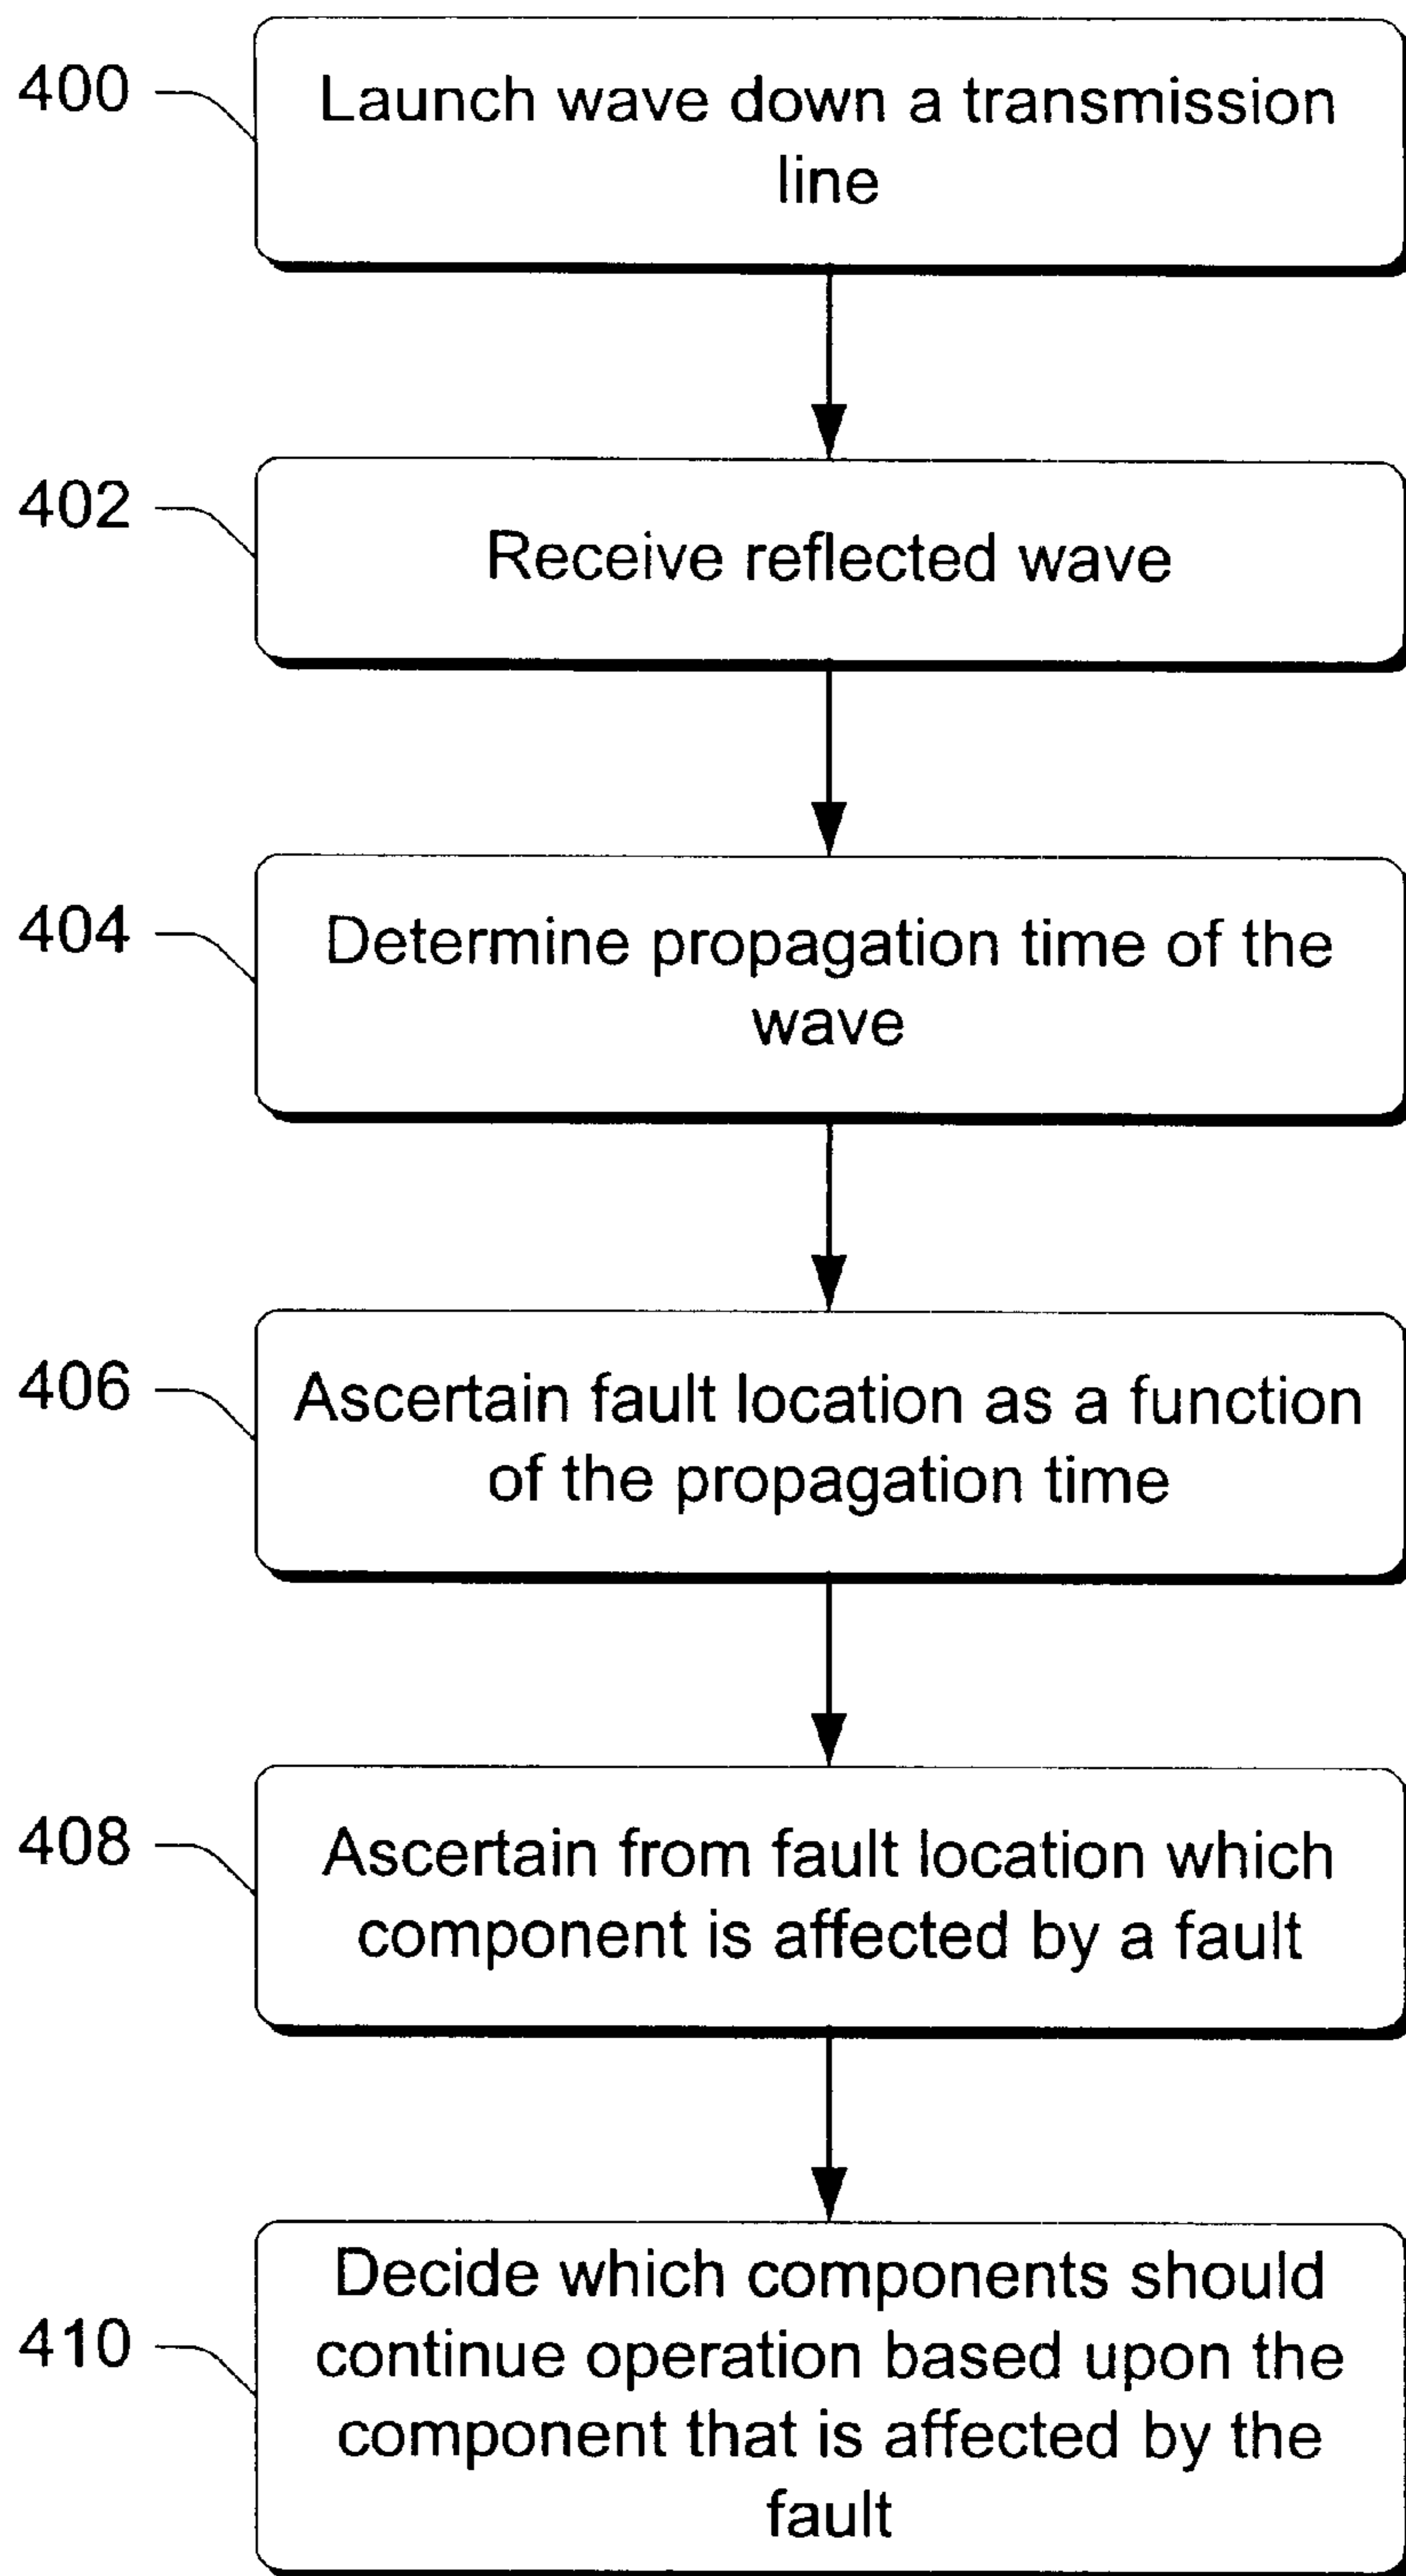 400
Launch wave down a transmission
line
402
Receive reflected wave
404
Determine propagation time of the
wave
406
Ascertain fault location as a function
of the propagation time
408
Ascertain from fault location which
component is affected by a fault
410
Decide which components should
continue operation based upon the
component that is affected by the
fault